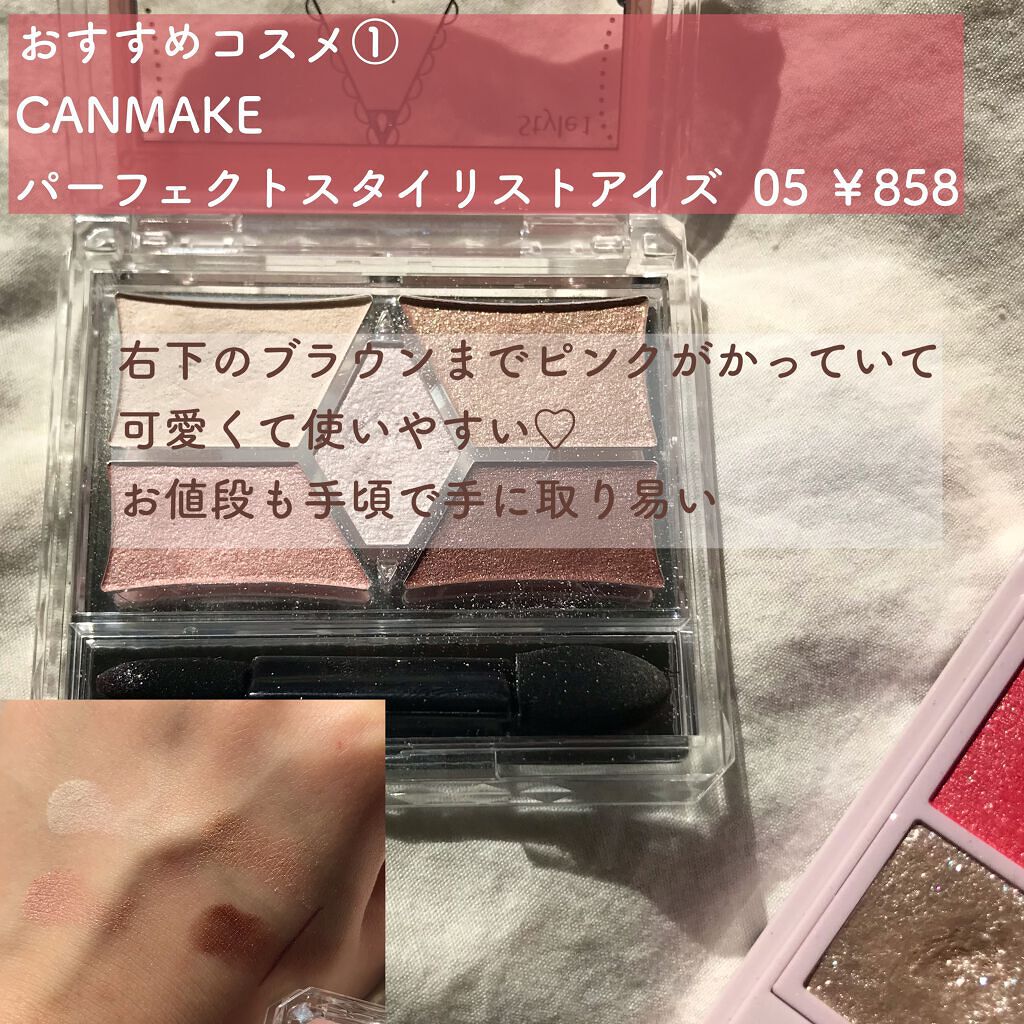 おすすめコスメ①
CANMAKE
パーフェクトスタイリストアイズ 05 ¥858
Style1
右下のブラウンまでピンクがかっていて
可愛くて使いやすい♡
お値段も手頃で手に取り易い